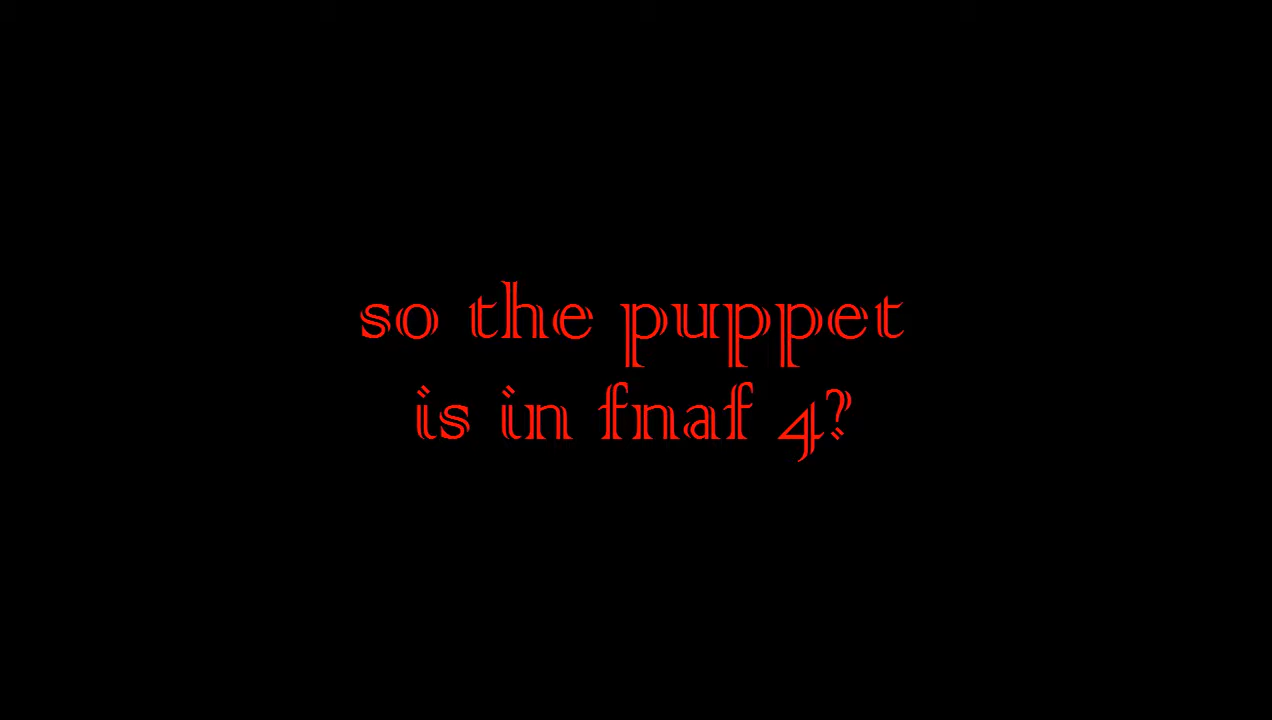 so the puppet
is in fnaf 4?